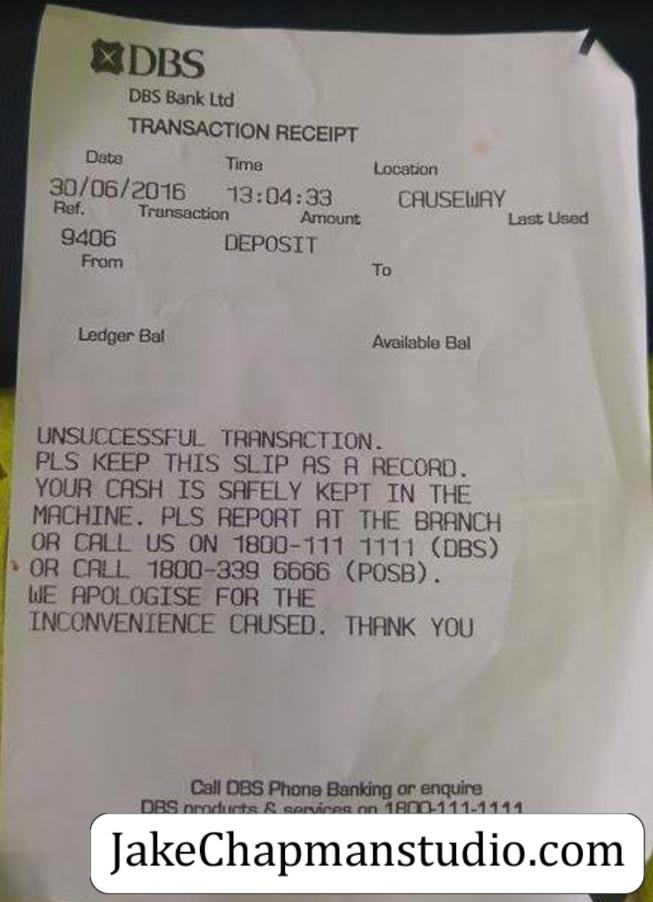 DBS
DBS Bank Ltd
TRANSACTION RECEIPT
Date Time Location
30/06/2016 13:04:33 CAUSEWAY
Ref. Transaction Amount Last Used
9406 DEPOSIT
From To
Ledger Bal Available Bal
UNSUCCESSFUL TRANSACTION.
PLS KEEP THIS SLIP AS A RECORD.
YOUR CASH IS SAFELY KEPT IN THE
MACHINE. PLS REPORT AT THE BRANCH
OR CALL US ON 1800-111 1111 (DBS)
OR CALL 1800-339 6666 (POSB).
WE APOLOGISE FOR THE
INCONVENIENCE CAUSED. THANK YOU
Call DBS Phone Banking or enquire
DBS products & services on 1800-111-1111
JakeChapmanstudio.com